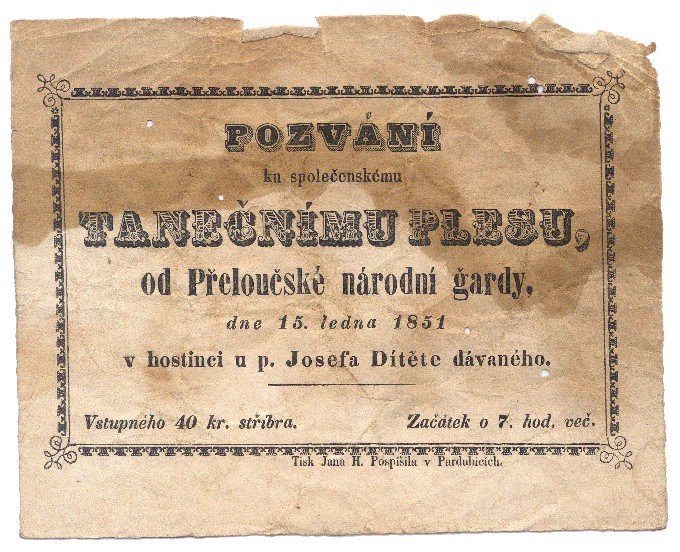 POZVÁNÍ
ku společenskému
TANEČNÍMU PLESU,
od Přeloučské národní gardy,
dne 15. ledna 1851
v hostinci u p. Josefa Dítěte dávaného.
Vstupného 40 kr. stříbra. Začátek o 7. hod. več.
Tisk Jana H. Pospíšila v Pardubicích.